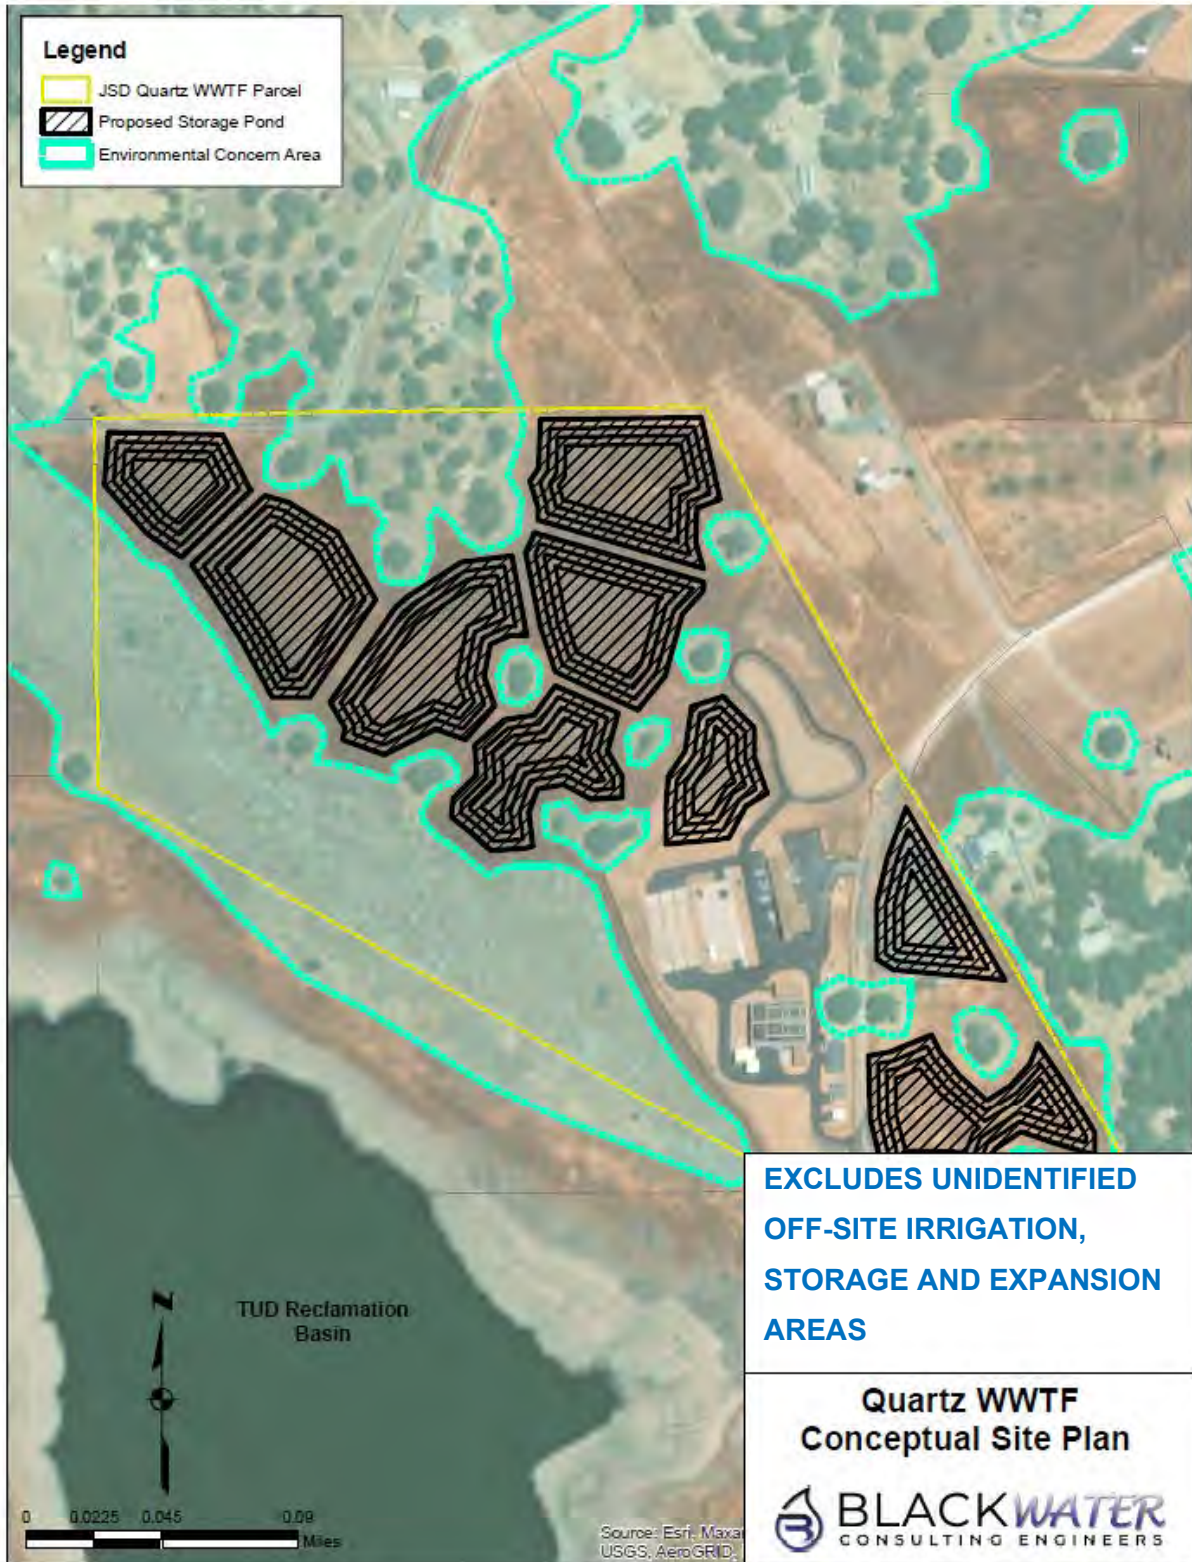 Legend
JSD Quartz WWTF Parcel
Proposed Storage Pond
Environmental Concern Area
N
TUD Reclamation
Basin
0 0.0225 0.045 0.09
Miles
Source: Esri, Maxar
USGS, AeroGRID,
EXCLUDES UNIDENTIFIED
OFF-SITE IRRIGATION,
STORAGE AND EXPANSION
AREAS
Quartz WWTF
Conceptual Site Plan
BLACKWATER
CONSULTING ENGINEERS